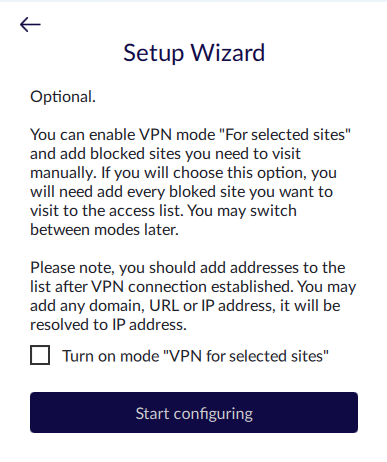 Setup Wizard
Optional.
You can enable VPN mode "For selected sites"
and add blocked sites you need to visit
manually. If you will choose this option, you
will need add every bloked site you want to
visit to the access list. You may switch
between modes later.
Please note, you should add addresses to the
list after VPN connection established. You may
add any domain, URL or IP address, it will be
resolved to IP address.
Turn on mode "VPN for selected sites"
Start configuring